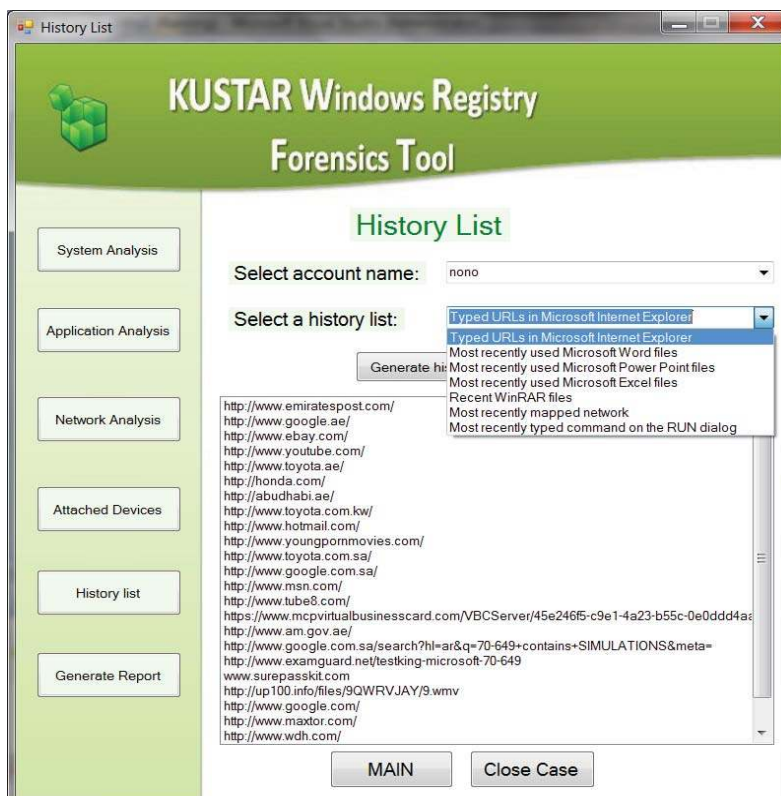 History List
KUSTAR Windows Registry
Forensics Tool
System Analysis
Application Analysis
Network Analysis
Attached Devices
History list
Generate Report
History List
Select account name:
nono
Select a history list:
Typed URLs in Microsoft Internet Explorer
Typed URLs in Microsoft Internet Explorer
Most recently used Microsoft Word files
Most recently used Microsoft Power Point files
Most recently used Microsoft Excel files
Recent WinRAR files
Most recently mapped network
Most recently typed command on the RUN dialog
Generate hi
http://www.emiratespost.com/
http://www.google.ae/
http://www.ebay.com/
http://www.youtube.com/
http://www.toyota.ae/
http://honda.com/
http://abudhabi.ae/
http://www.toyota.com.kw/
http://www.hotmail.com/
http://www.youngpornmovies.com/
http://www.toyota.com.sa/
http://www.google.com.sa/
http://www.msn.com/
http://www.tube8.com/
https://www.mcpvirtualbusinesscard.com/VBCServer/45e246f5-c9e1-4a23-b55c-0e0ddd4aa
http://www.am.gov.ae/
http://www.google.com.sa/search?hl=ar&q=70-649+contains+SIMULATIONS&meta=
http://www.examguard.net/testking-microsoft-70-649
www.surepasskit.com
http://up100.info/files/9QWRVJAY/9.wmv
http://www.google.com/
http://www.maxtor.com/
http://www.wdh.com/
MAIN
Close Case